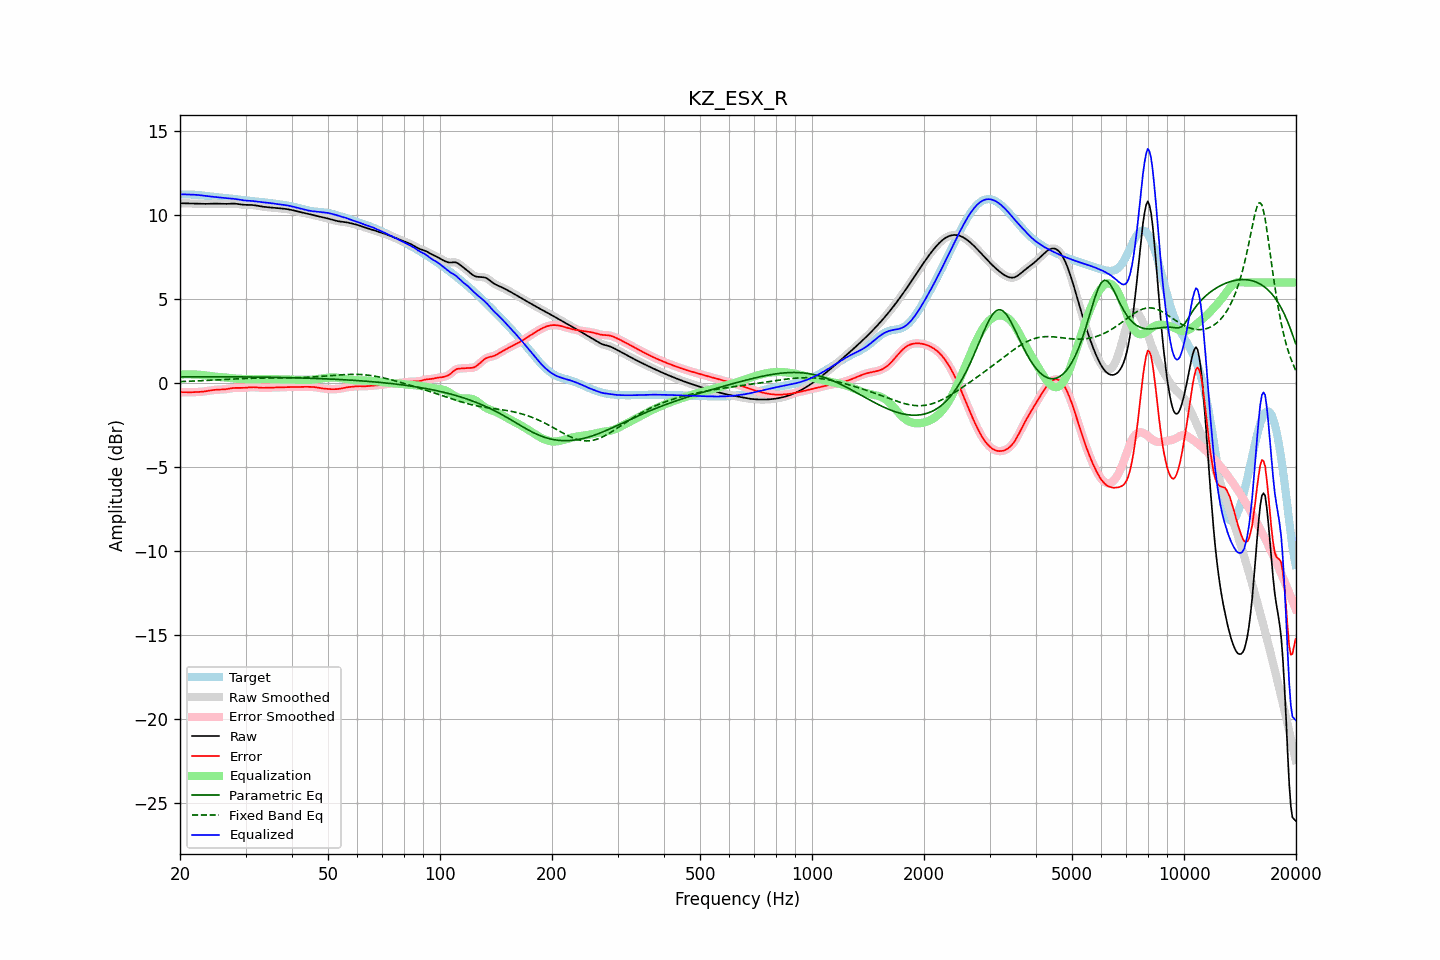 KZ_ESX_R
Amplitude (dBr)
15
10
5
0
−5
−10
−15
−20
−25
Target
Raw Smoothed
Error Smoothed
Raw
Error
Equalization
Parametric Eq
Fixed Band Eq
Equalized
20 50 100 200 500 1000 2000 5000 10000 20000
Frequency (Hz)